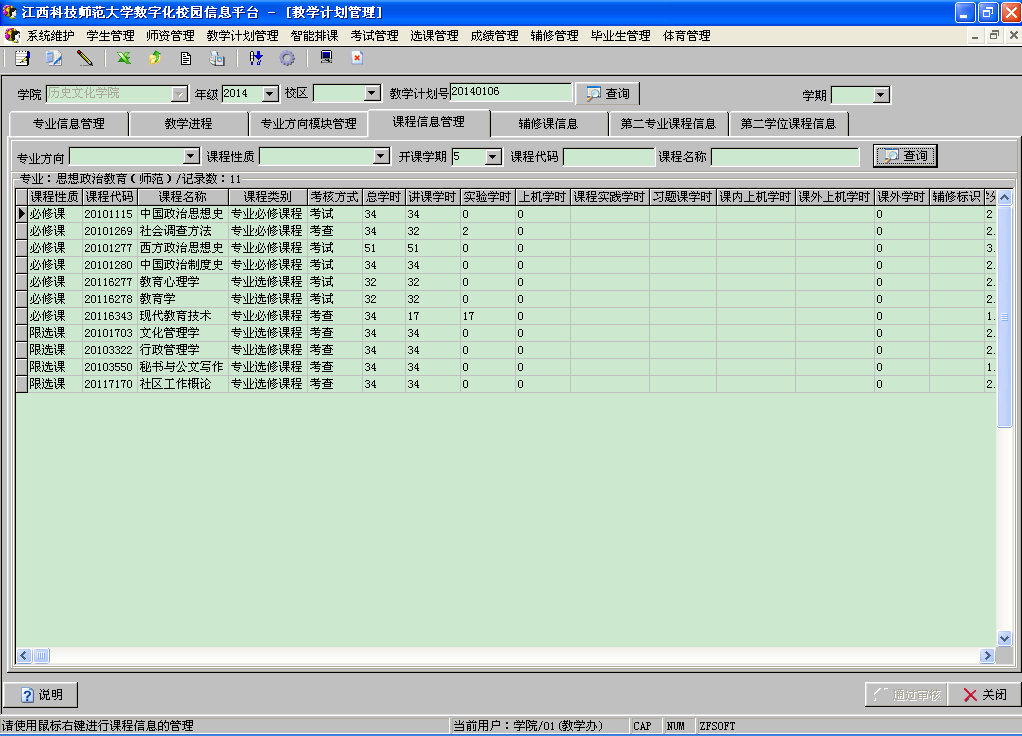 江西科技师范大学数字化校园信息平台 - [教学计划管理]
系统维护 学生管理 师资管理 教学计划管理 智能排课 考试管理 选课管理 成绩管理 辅修管理 毕业生管理 体育管理
学院 历史文化学院 年级 2014 校区 教学计划号 20140106 查询 学期
专业信息管理 教学进程 专业方向模块管理 课程信息管理 辅修课信息 第二专业课程信息 第二学位课程信息
专业方向 课程性质 开课学期 5 课程代码 课程名称 查询
专业：思想政治教育（师范）/记录数：11
课程性质 课程代码 课程名称 课程类别 考核方式 总学时 讲课学时 实验学时 上机学时 课程实践学时 习题课学时 课内上机学时 课外上机学时 课外学时 辅修标识
必修课 20101115 中国政治思想史 专业必修课程 考试 34 34 0 0 0 2
必修课 20101269 社会调查方法 专业必修课程 考查 34 32 2 0 0 2.
必修课 20101277 西方政治思想史 专业必修课程 考试 51 51 0 0 0 3.
必修课 20101280 中国政治制度史 专业必修课程 考试 34 34 0 0 0 2.
必修课 20116277 教育心理学 专业选修课程 考试 32 32 0 0 0 2.
必修课 20116278 教育学 专业选修课程 考试 32 32 0 0 0 2.
必修课 20116343 现代教育技术 专业必修课程 考查 34 17 17 0 0 1.
限选课 20101703 文化管理学 专业选修课程 考查 34 34 0 0 0 2.
限选课 20103322 行政管理学 专业选修课程 考查 34 34 0 0 0 2.
限选课 20103550 秘书与公文写作 专业选修课程 考查 34 34 0 0 0 1.
限选课 20117170 社区工作概论 专业选修课程 考查 34 34 0 0 0 2.
说明 通过审核 关闭
请使用鼠标右键进行课程信息的管理 当前用户：学院/01(教学办) CAP NUM ZFSOFT